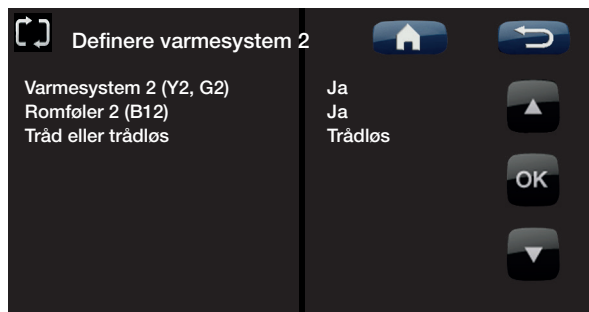 Definere varmesystem 2
Varmesystem 2 (Y2, G2) Ja
Romføler 2 (B12) Ja
Tråd eller trådløs Trådløs
OK